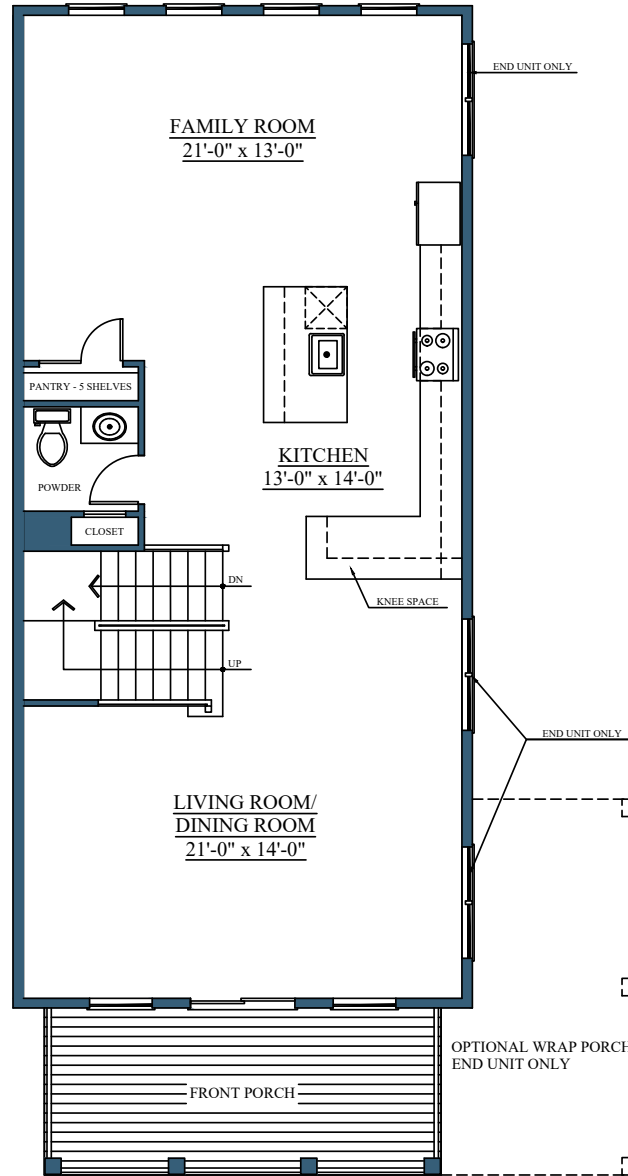 END UNIT ONLY
FAMILY ROOM
21'-0" x 13'-0"
PANTRY - 5 SHELVES
POWDER
CLOSET
KITCHEN
13'-0" x 14'-0"
DN
KNEE SPACE
UP
END UNIT ONLY
LIVING ROOM/
DINING ROOM
21'-0" x 14'-0"
OPTIONAL WRAP PORCH
END UNIT ONLY
FRONT PORCH